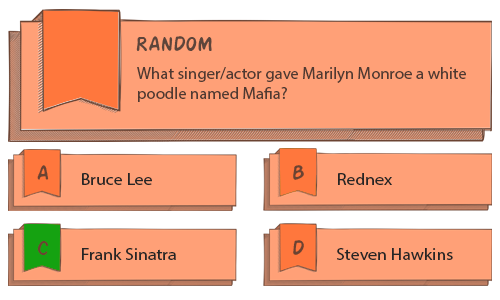 RANDOM
What singer/actor gave Marilyn Monroe a white
poodle named Mafia?
A Bruce Lee
B Rednex
C Frank Sinatra
D Steven Hawkins